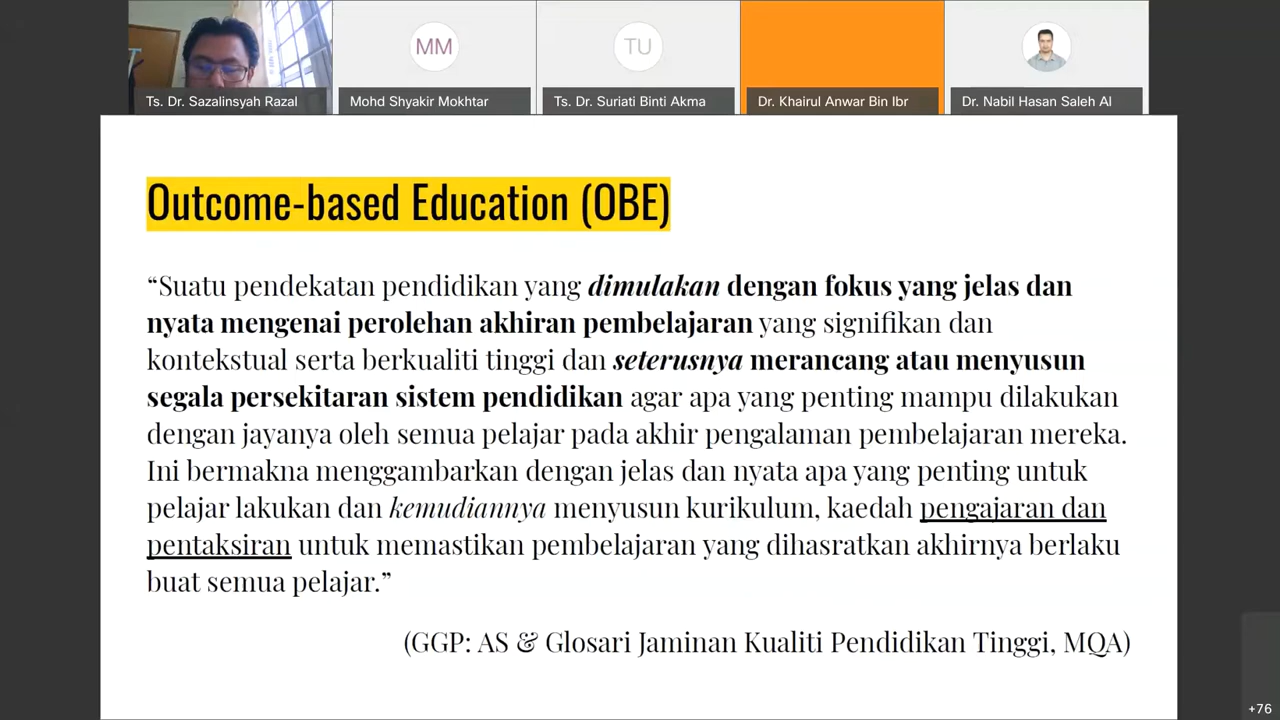 MM
TU
Ts. Dr. Sazalinsyah Razal
Mohd Shyakir Mokhtar
Ts. Dr. Suriati Binti Akma
Dr. Khairul Anwar Bin Ibr
Dr. Nabil Hasan Saleh Al
Outcome-based Education (OBE)
“Suatu pendekatan pendidikan yang dimulakan dengan fokus yang jelas dan
nyata mengenai perolehan akhiran pembelajaran yang signifikan dan
kontekstual serta berkualiti tinggi dan seterusnya merancang atau menyusun
segala persekitaran sistem pendidikan agar apa yang penting mampu dilakukan
dengan jayanya oleh semua pelajar pada akhir pengalaman pembelajaran mereka.
Ini bermakna menggambarkan dengan jelas dan nyata apa yang penting untuk
pelajar lakukan dan kemudiannya menyusun kurikulum, kaedah pengajaran dan
pentaksiran untuk memastikan pembelajaran yang dihasratkan akhirnya berlaku
buat semua pelajar.”
(GGP: AS & Glosari Jaminan Kualiti Pendidikan Tinggi, MQA)
+76